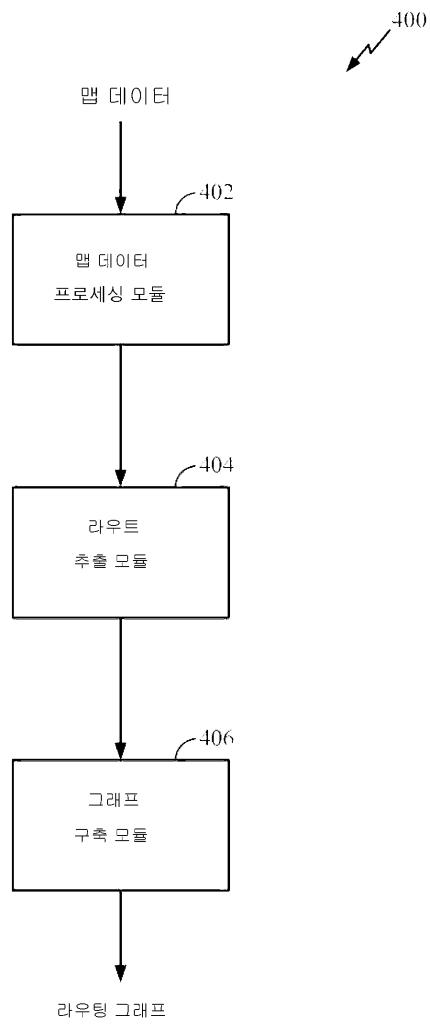 400
맵 데이터
402
맵 데이터
프로세싱 모듈
404
라우트
추출 모듈
406
그래프
구축 모듈
라우팅 그래프